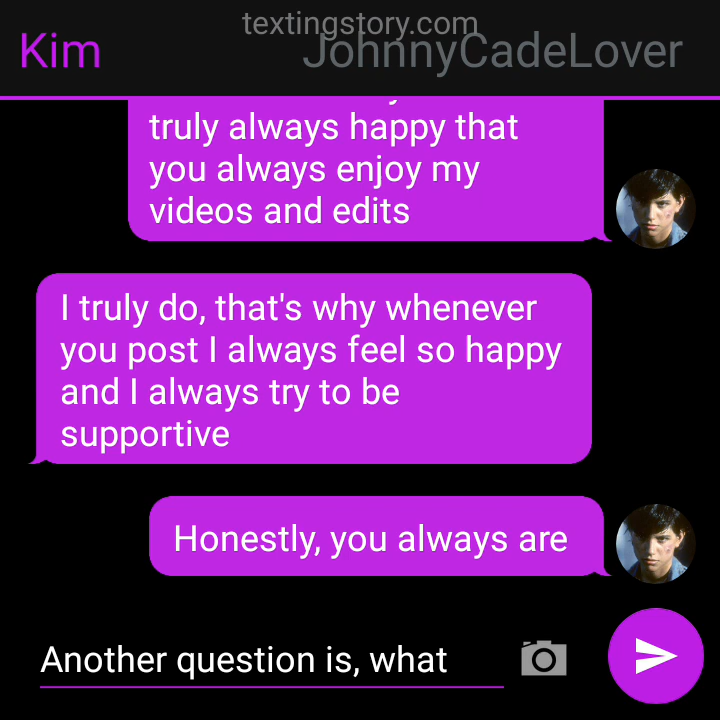 textingstory.com
Kim
JohnnyCadeLover
truly always happy that
you always enjoy my
videos and edits
I truly do, that's why whenever
you post I always feel so happy
and I always try to be
supportive
Honestly, you always are
Another question is, what